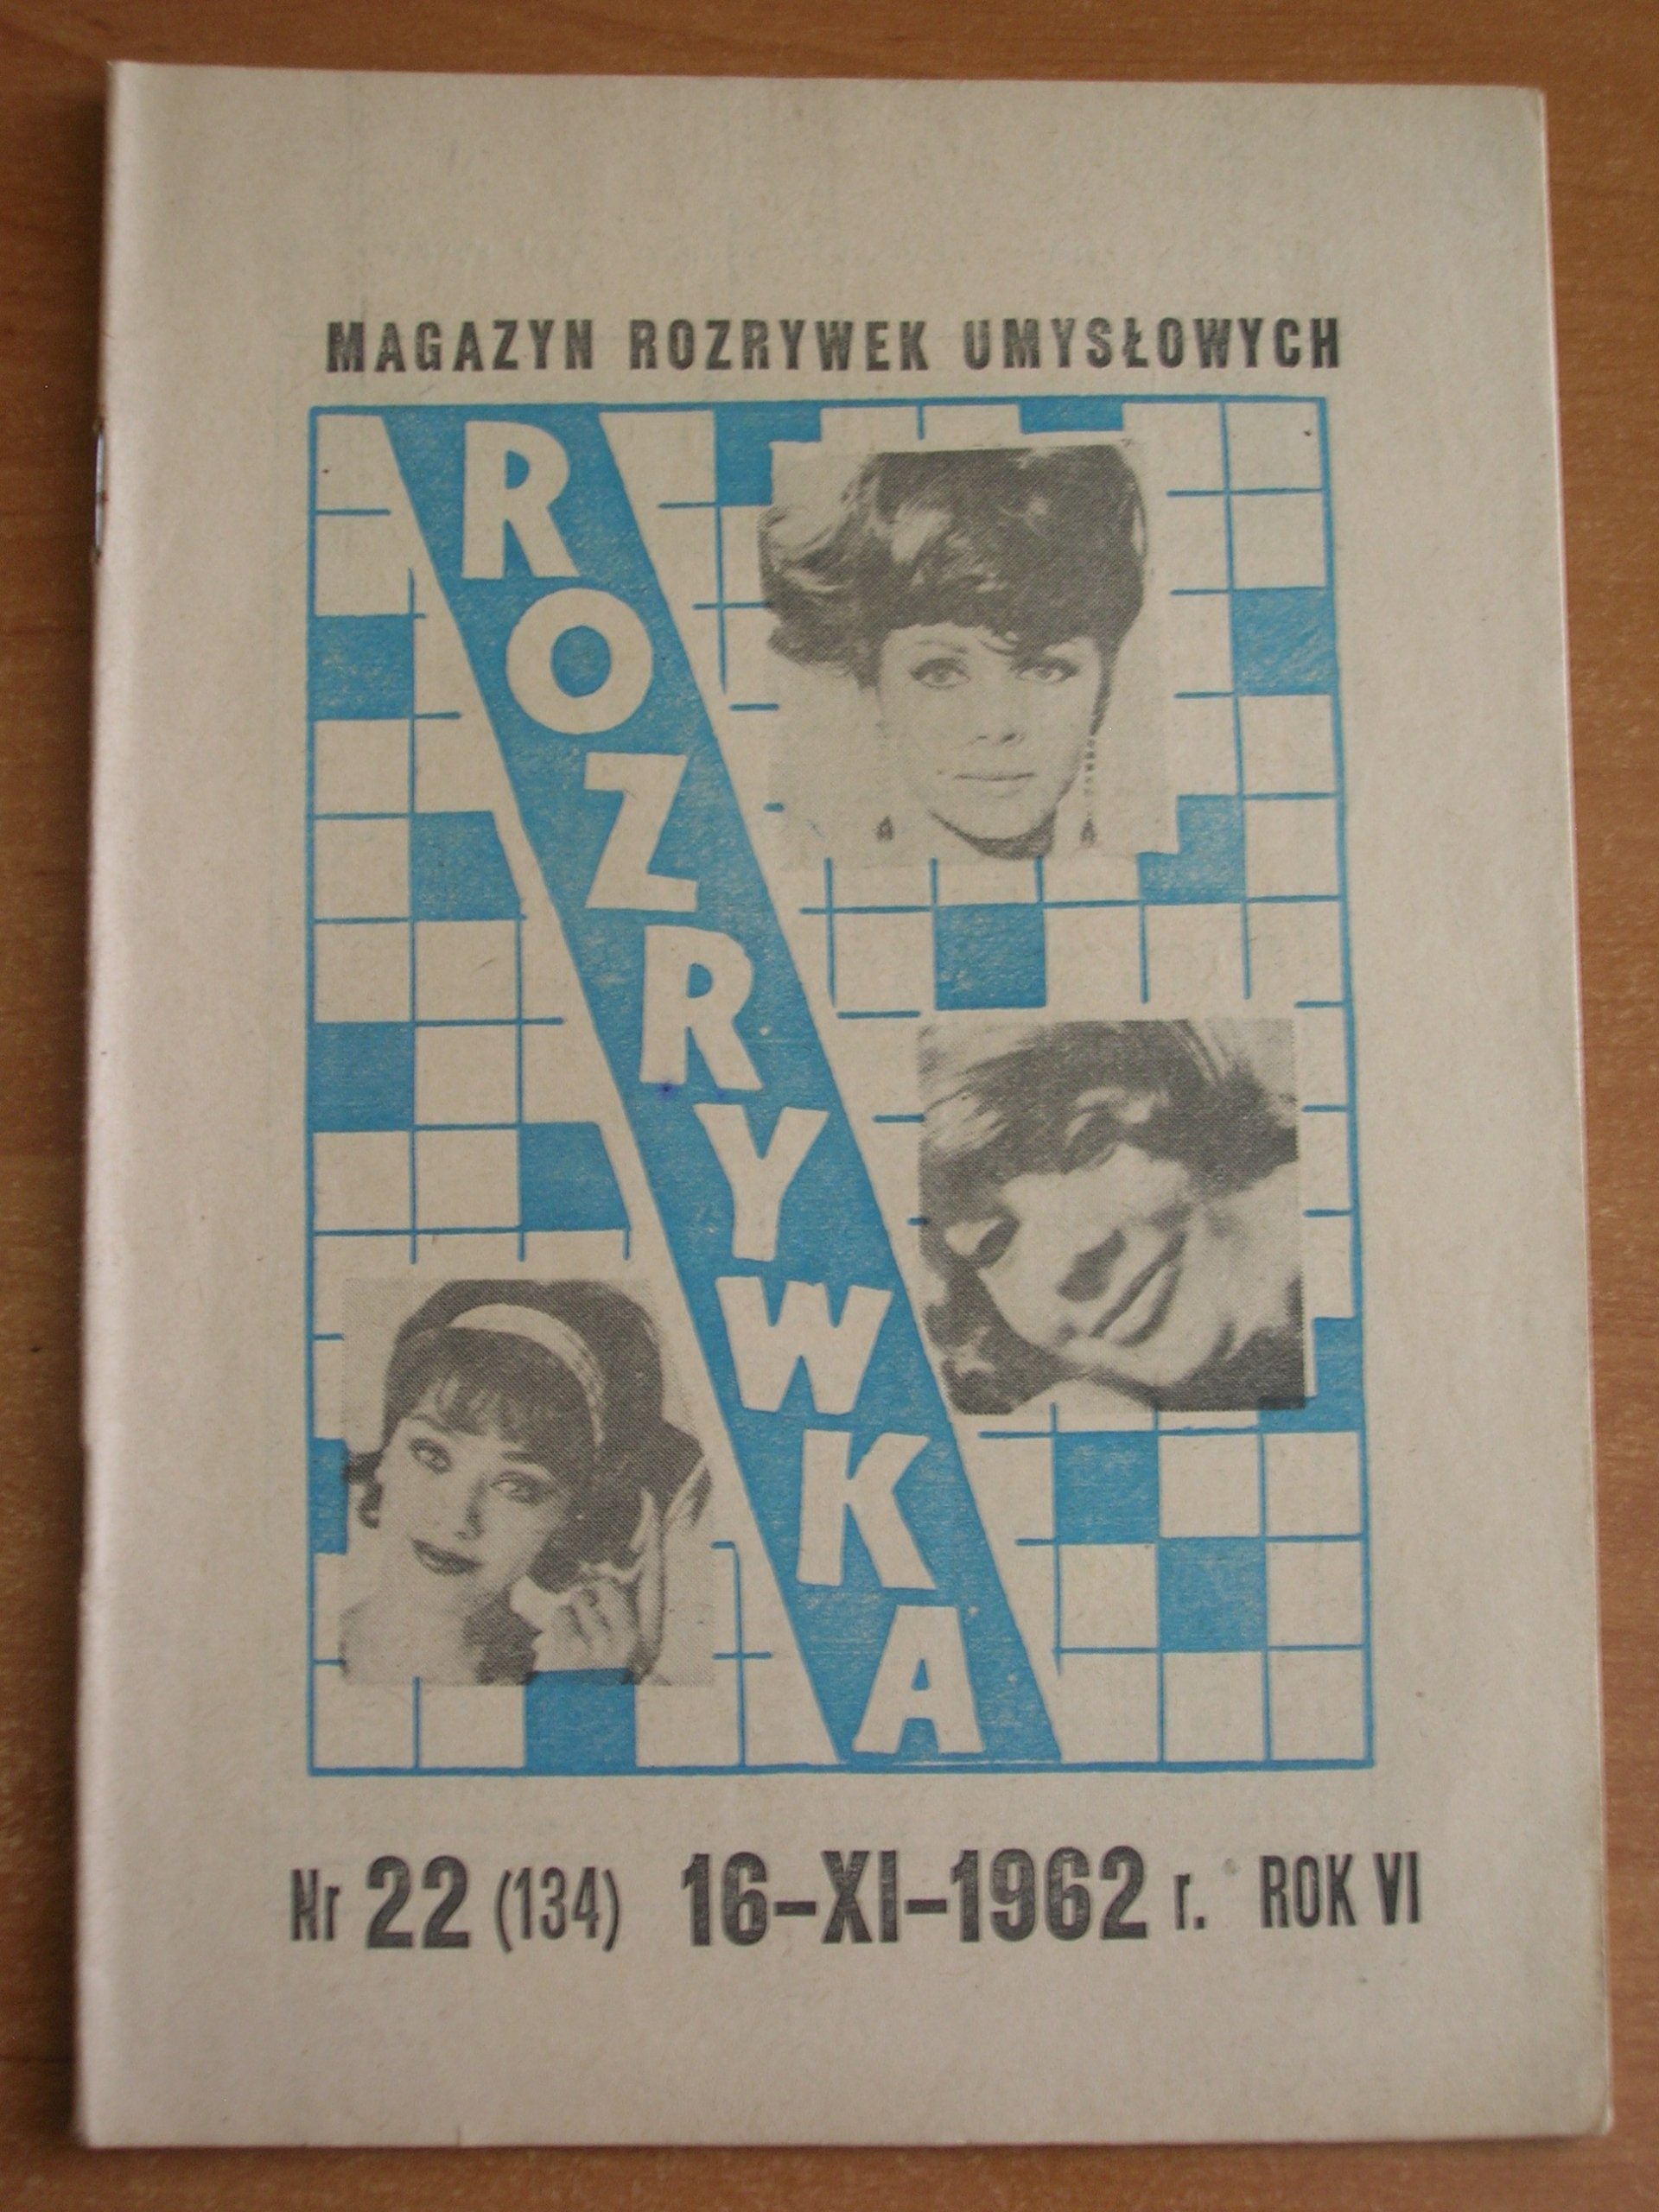 MAGAZYN ROZRYWEK UMYSŁOWYCH
ROZRYWKA
Nr 22 (134) 16-XI-1962 r. ROK VI